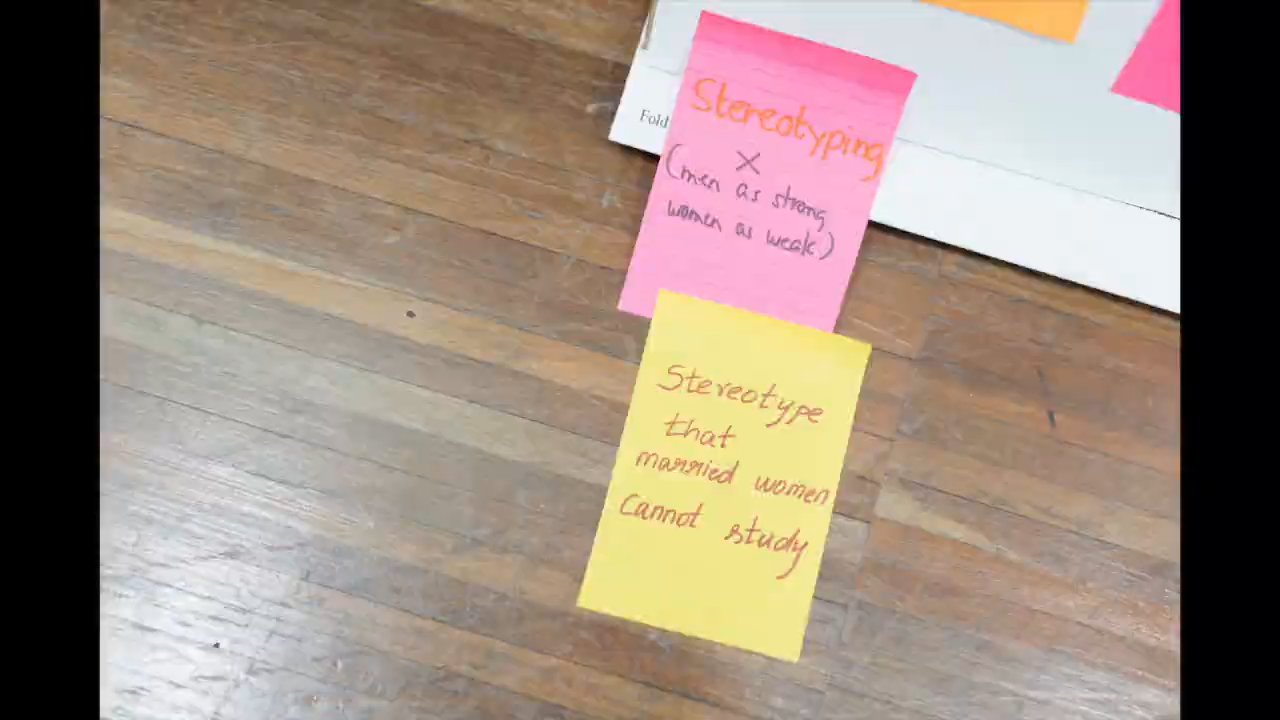 Fold
Stereotyping
X
(men as strong
women as weak)
Stereotype
that
married women
Cannot study